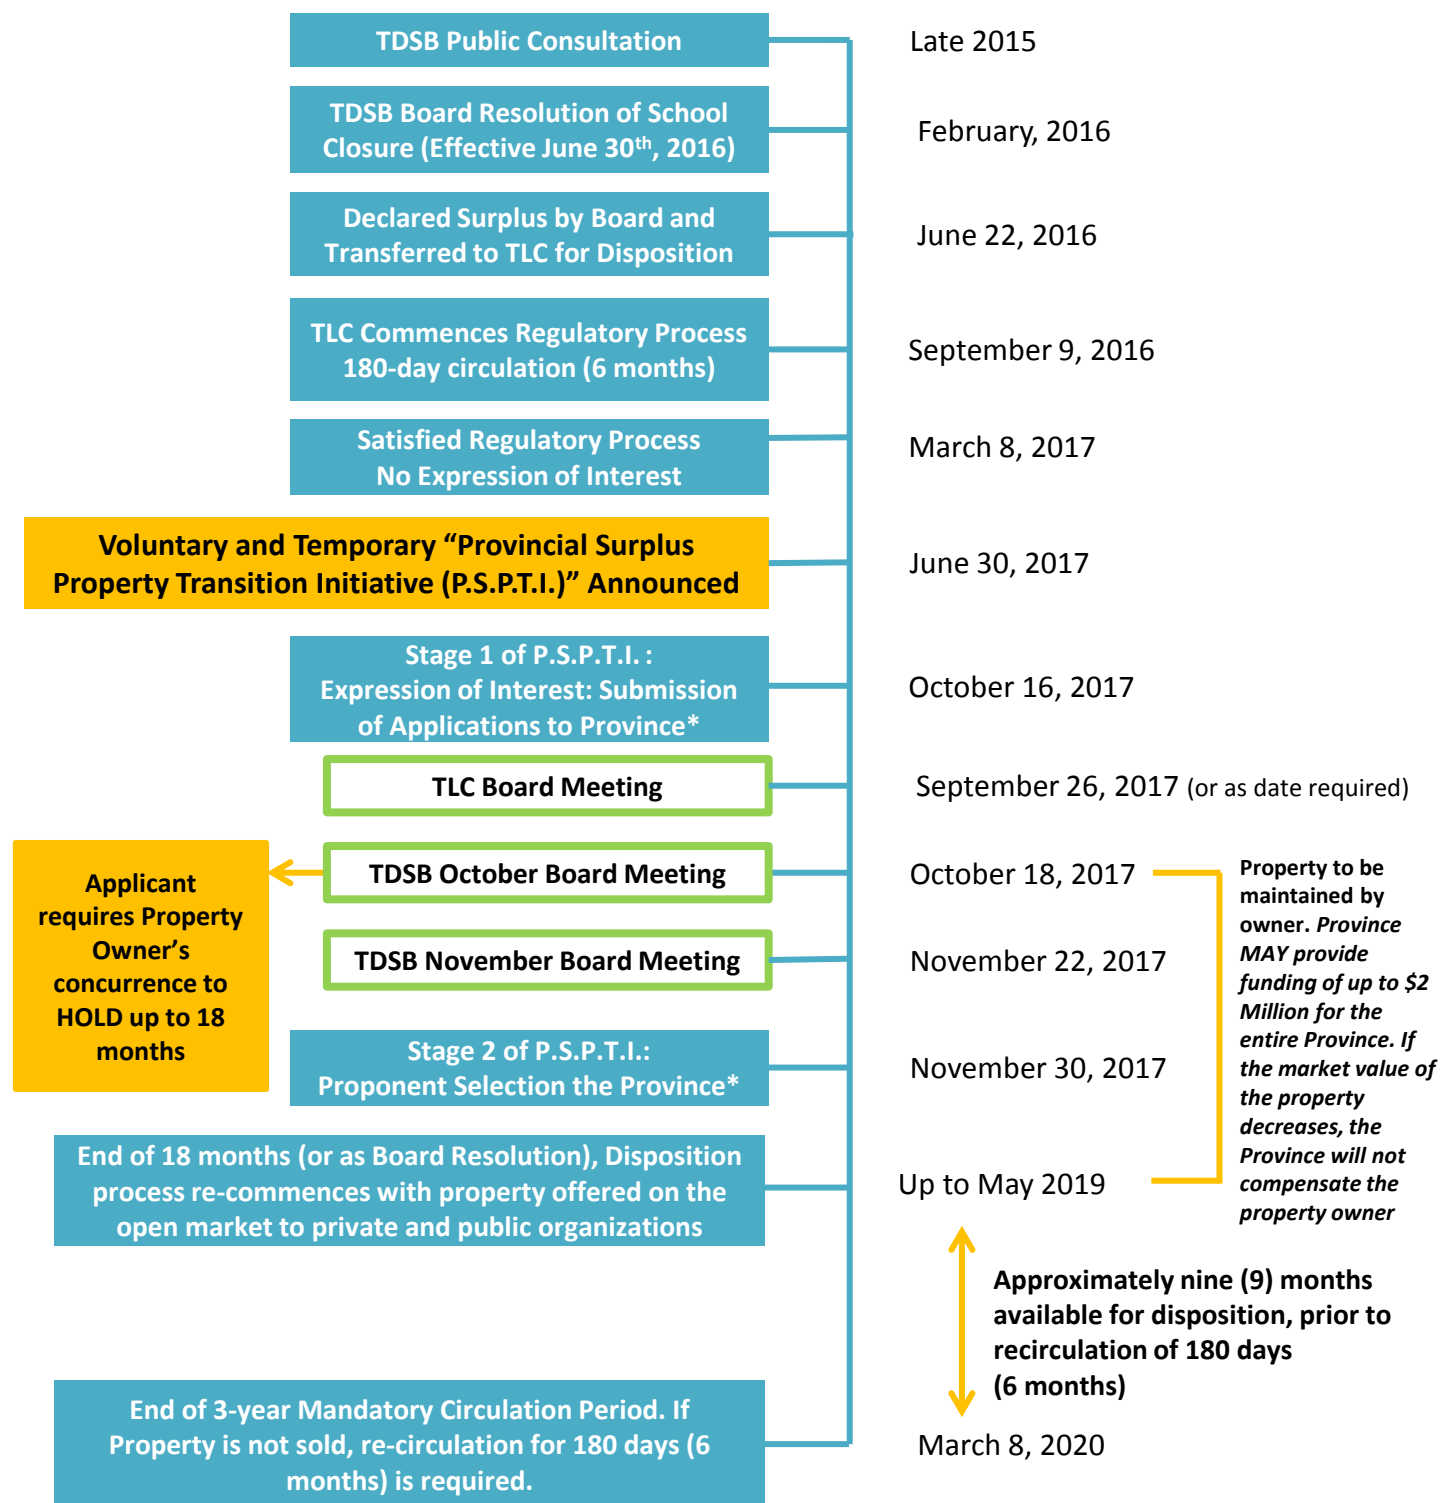 TDSB Public Consultation
Late 2015
TDSB Board Resolution of School
Closure (Effective June 30th, 2016)
February, 2016
Declared Surplus by Board and
Transferred to TLC for Disposition
June 22, 2016
TLC Commences Regulatory Process
180-day circulation (6 months)
September 9, 2016
Satisfied Regulatory Process
No Expression of Interest
March 8, 2017
Voluntary and Temporary “Provincial Surplus
Property Transition Initiative (P.S.P.T.I.)” Announced
June 30, 2017
Stage 1 of P.S.P.T.I. :
Expression of Interest: Submission
of Applications to Province*
October 16, 2017
TLC Board Meeting
September 26, 2017 (or as date required)
TDSB October Board Meeting
October 18, 2017
Applicant
requires Property
Owner’s
concurrence to
HOLD up to 18
months
TDSB November Board Meeting
November 22, 2017
Property to be
maintained by
owner. Province
MAY provide
funding of up to $2
Million for the
entire Province. If
the market value of
the property
decreases, the
Province will not
compensate the
property owner
Stage 2 of P.S.P.T.I.:
Proponent Selection the Province*
November 30, 2017
End of 18 months (or as Board Resolution), Disposition
process re-commences with property offered on the
open market to private and public organizations
Up to May 2019
Approximately nine (9) months
available for disposition, prior to
recirculation of 180 days
(6 months)
End of 3-year Mandatory Circulation Period. If
Property is not sold, re-circulation for 180 days (6
months) is required.
March 8, 2020